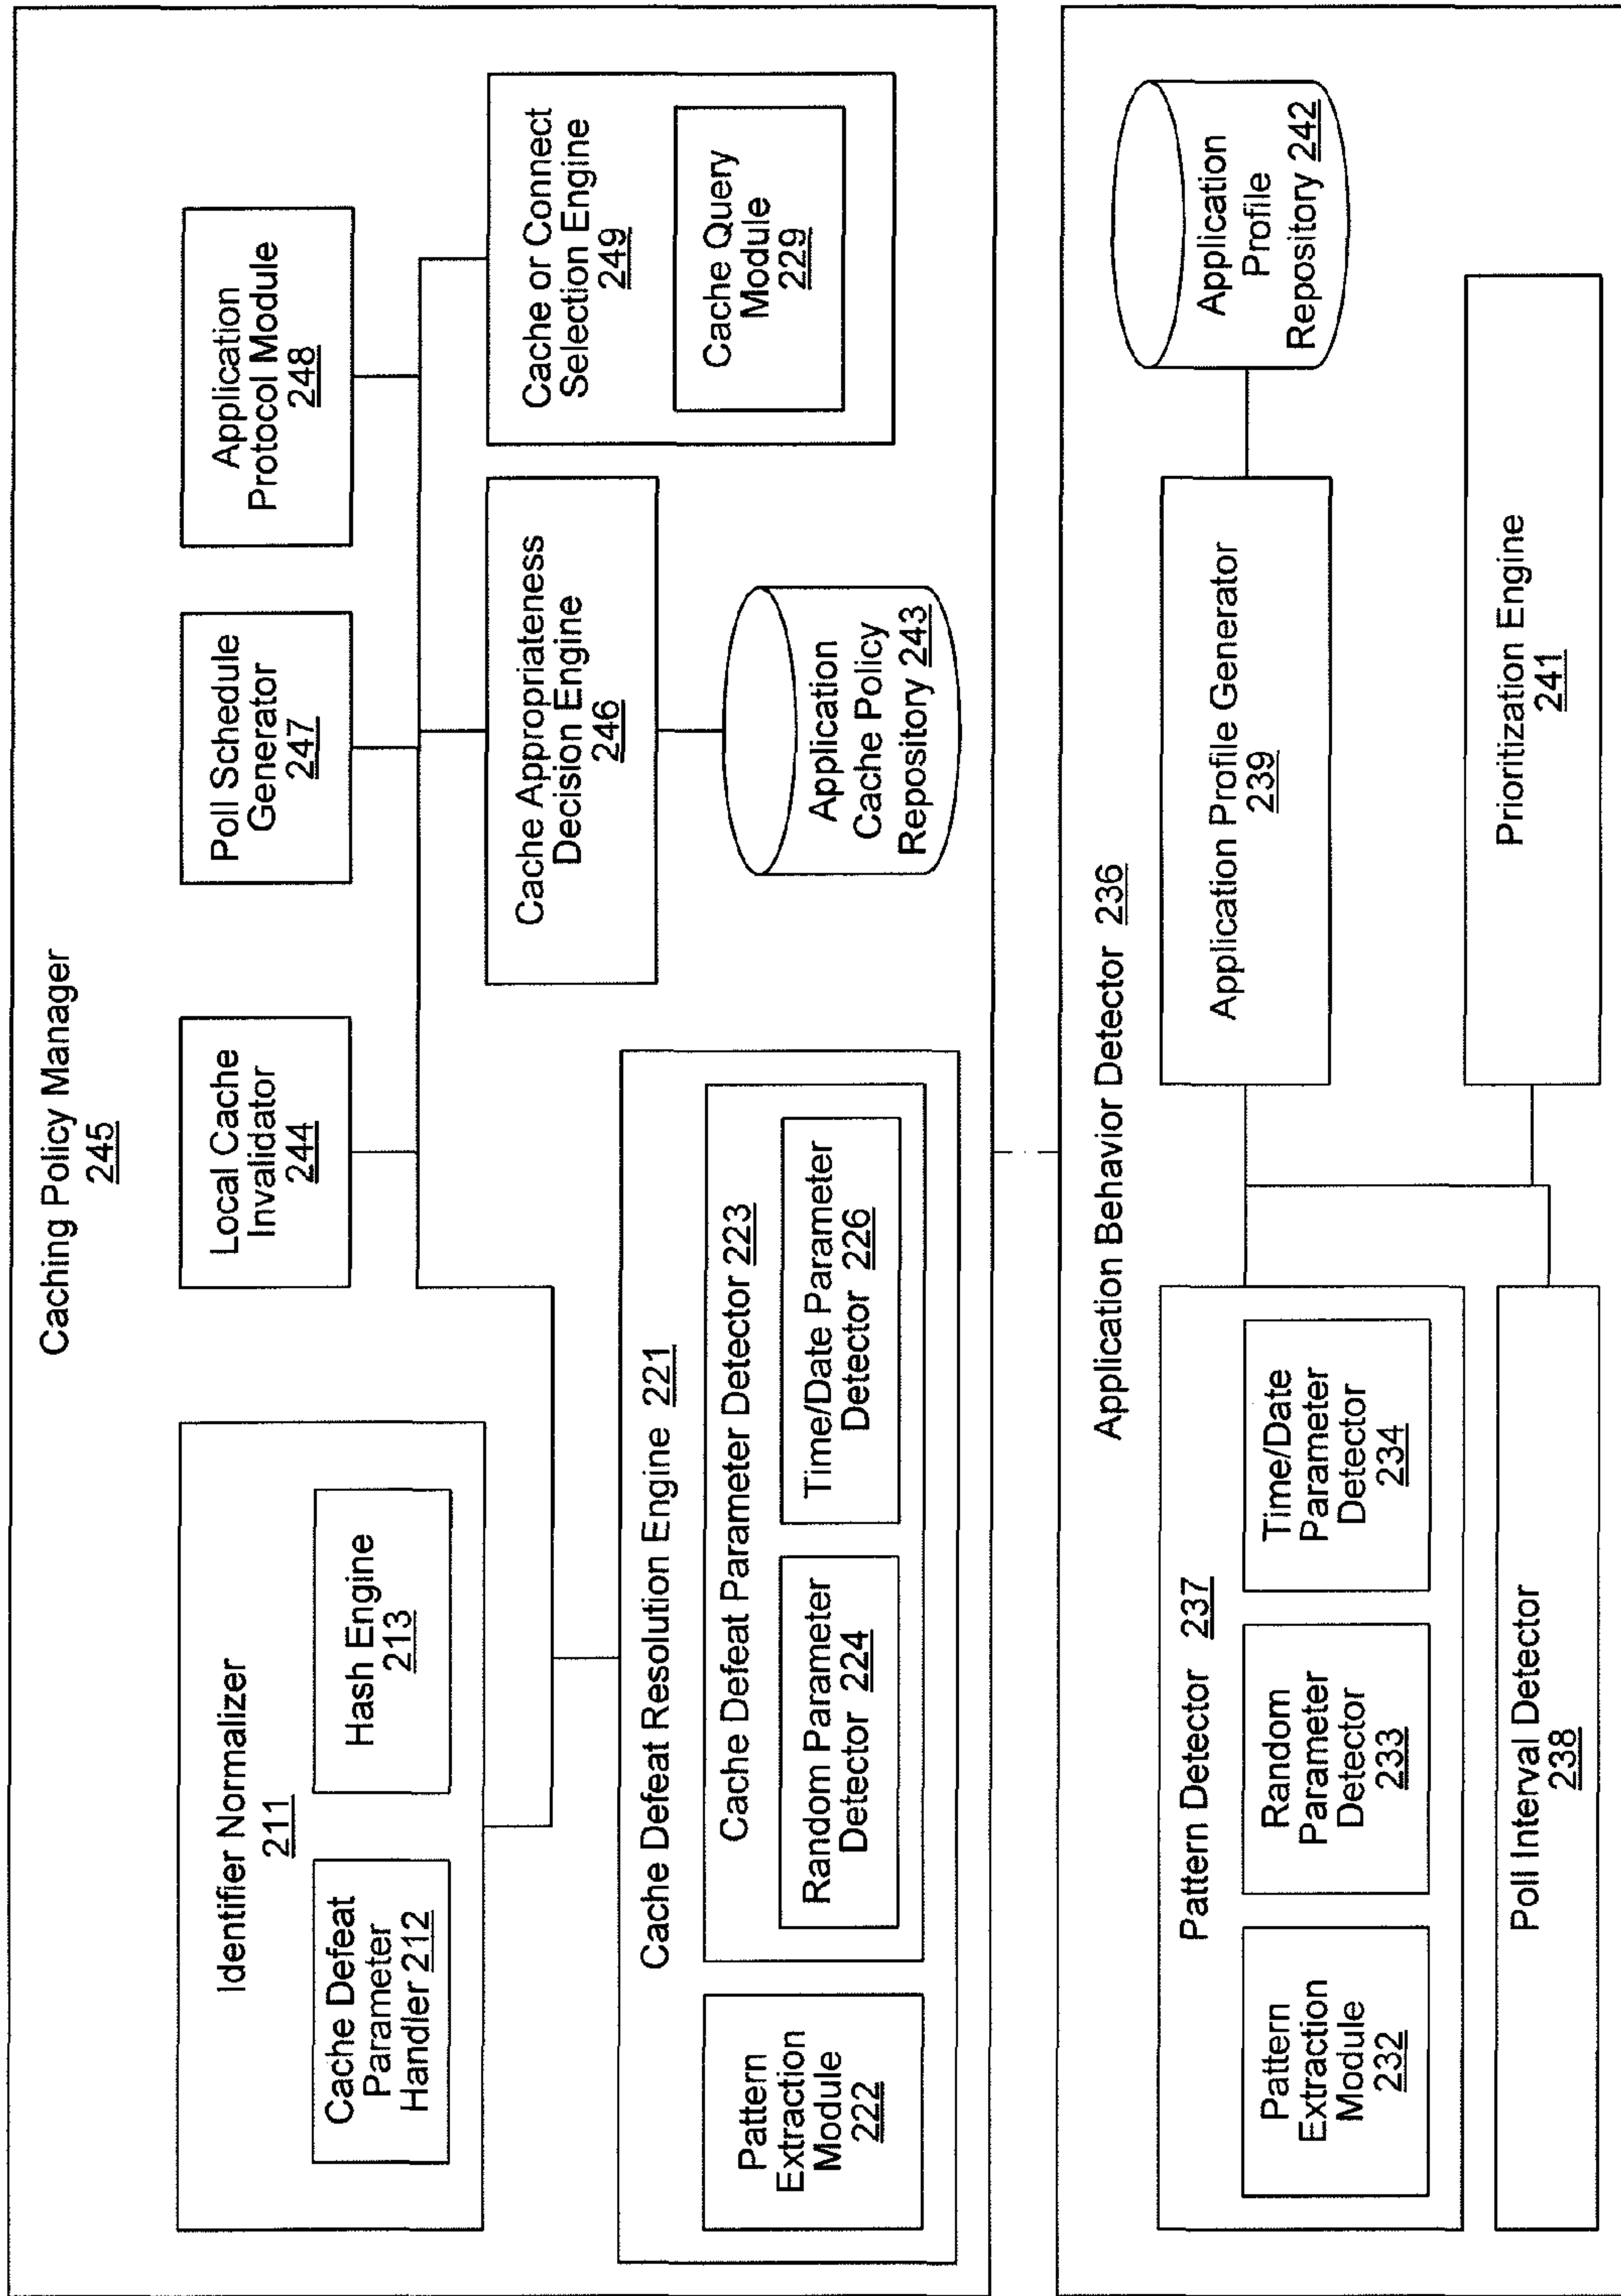 Caching Policy Manager
245
Identifier Normalizer
211
Cache Defeat
Parameter
Handler 212
Hash Engine
213
Local Cache
Invalidator
244
Poll Schedule
Generator
247
Application
Protocol Module
248
Cache Defeat Resolution Engine 221
Pattern
Extraction
Module
222
Cache Defeat Parameter Detector 223
Random Parameter
Detector 224
Time/Date Parameter
Detector 226
Cache Appropriateness
Decision Engine
246
Application
Cache Policy
Repository 243
Cache or Connect
Selection Engine
249
Cache Query
Module
229
Application Behavior Detector 236
Pattern Detector 237
Pattern
Extraction
Module
232
Random
Parameter
Detector
233
Time/Date
Parameter
Detector
234
Poll Interval Detector
238
Application Profile Generator
239
Application
Profile
Repository 242
Prioritization Engine
241